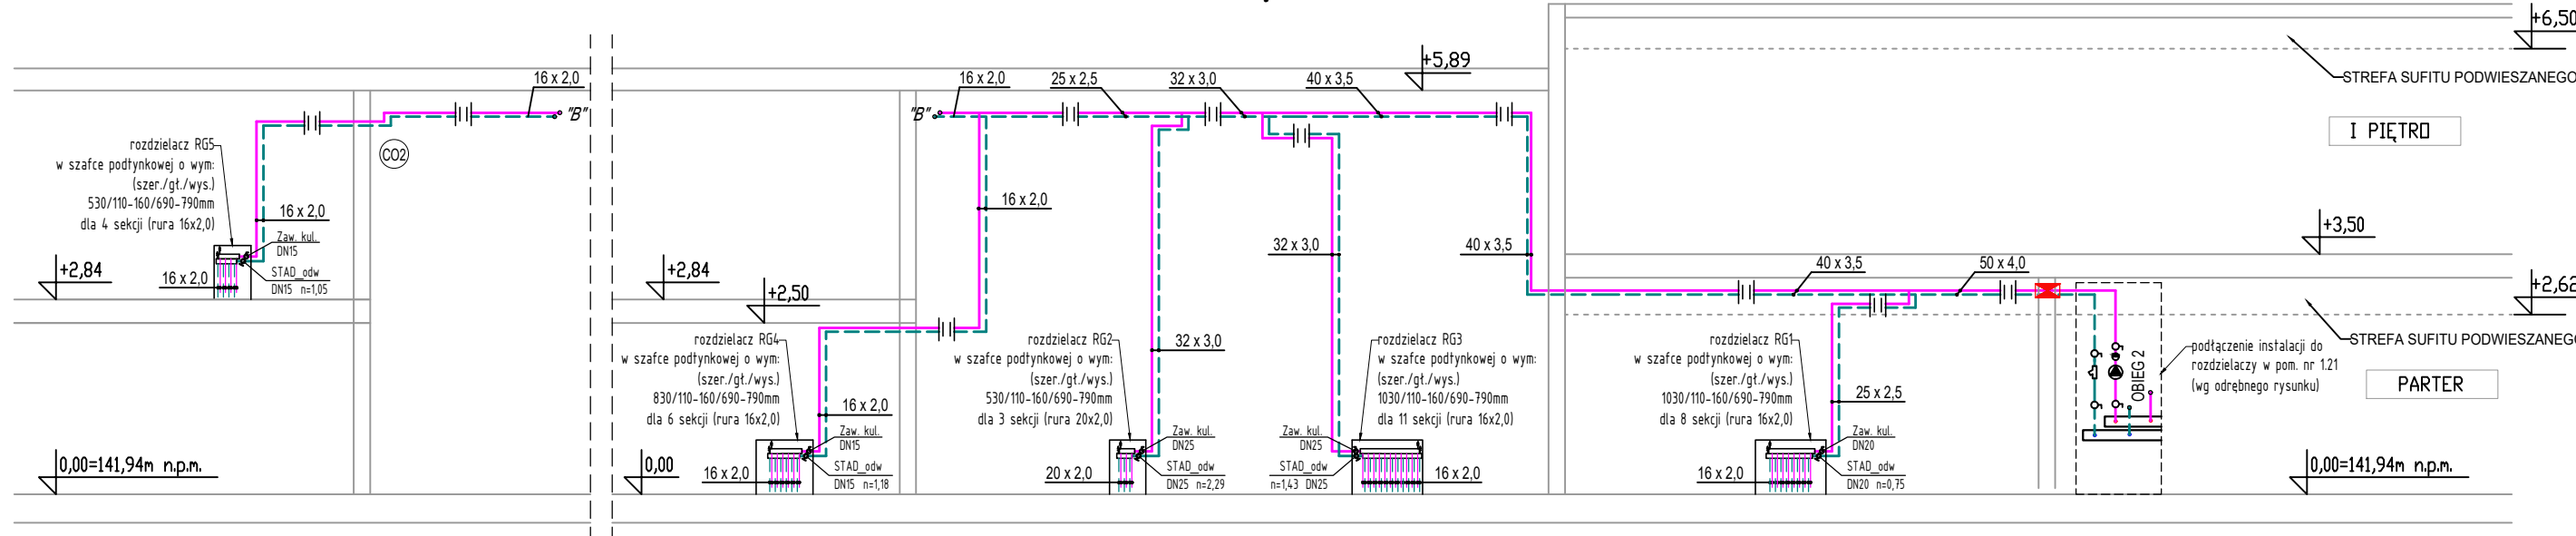 +6,50
STREFA SUFITU PODWIESZANEGO
I PIĘTRO
+3,50
+2,62
STREFA SUFITU PODWIESZANEGO
PARTER
0,00=141,94m n.p.m.
16 x 2,0
"B"
CO2
rozdzielacz RG5
w szafce podtynkowej o wym:
(szer./gł./wys.)
530/110-160/690-790mm
dla 4 sekcji (rura 16x2,0)
16 x 2,0
Zaw. kul.
DN15
STAD_odw
DN15 n=1,05
16 x 2,0
+2,84
0,00=141,94m n.p.m.
+2,84
+2,50
0,00
"B"
16 x 2,0
25 x 2,5
32 x 3,0
40 x 3,5
+5,89
16 x 2,0
rozdzielacz RG4
w szafce podtynkowej o wym:
(szer./gł./wys.)
830/110-160/690-790mm
dla 6 sekcji (rura 16x2,0)
16 x 2,0
Zaw. kul.
DN15
STAD_odw
DN15 n=1,18
16 x 2,0
rozdzielacz RG2
w szafce podtynkowej o wym:
(szer./gł./wys.)
530/110-160/690-790mm
dla 3 sekcji (rura 20x2,0)
32 x 3,0
Zaw. kul.
DN25
STAD_odw
DN25 n=2,29
20 x 2,0
32 x 3,0
rozdzielacz RG3
w szafce podtynkowej o wym:
(szer./gł./wys.)
1030/110-160/690-790mm
dla 11 sekcji (rura 16x2,0)
Zaw. kul.
DN25
STAD_odw
n=1,43 DN25
16 x 2,0
40 x 3,5
40 x 3,5
50 x 4,0
rozdzielacz RG1
w szafce podtynkowej o wym:
(szer./gł./wys.)
1030/110-160/690-790mm
dla 8 sekcji (rura 16x2,0)
25 x 2,5
Zaw. kul.
DN20
STAD_odw
DN20 n=0,75
16 x 2,0
OBIEG 2
podłączenie instalacji do
rozdzielaczy w pom. nr 1.21
(wg odrębnego rysunku)